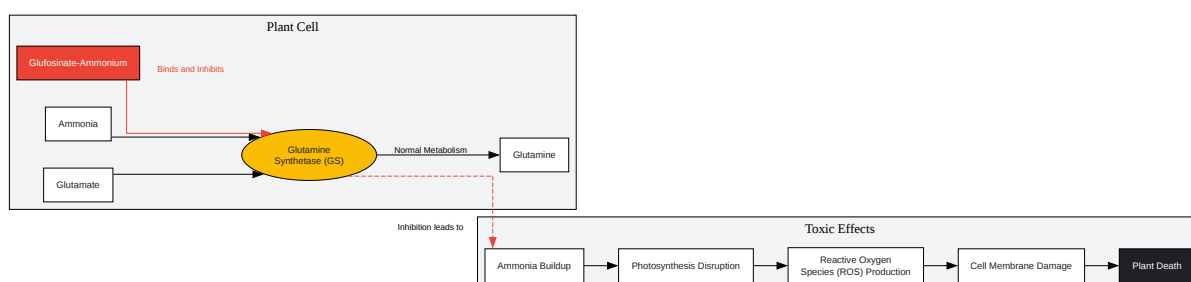 Plant Cell
Glufosinate-Ammonium
Binds and Inhibits
Ammonia
Glutamine
Synthetase (GS)
Normal Metabolism
Glutamine
Glutamate
Inhibition leads to
Toxic Effects
Ammonia Buildup
Photosynthesis Disruption
Reactive Oxygen
Species (ROS) Production
Cell Membrane Damage
Plant Death